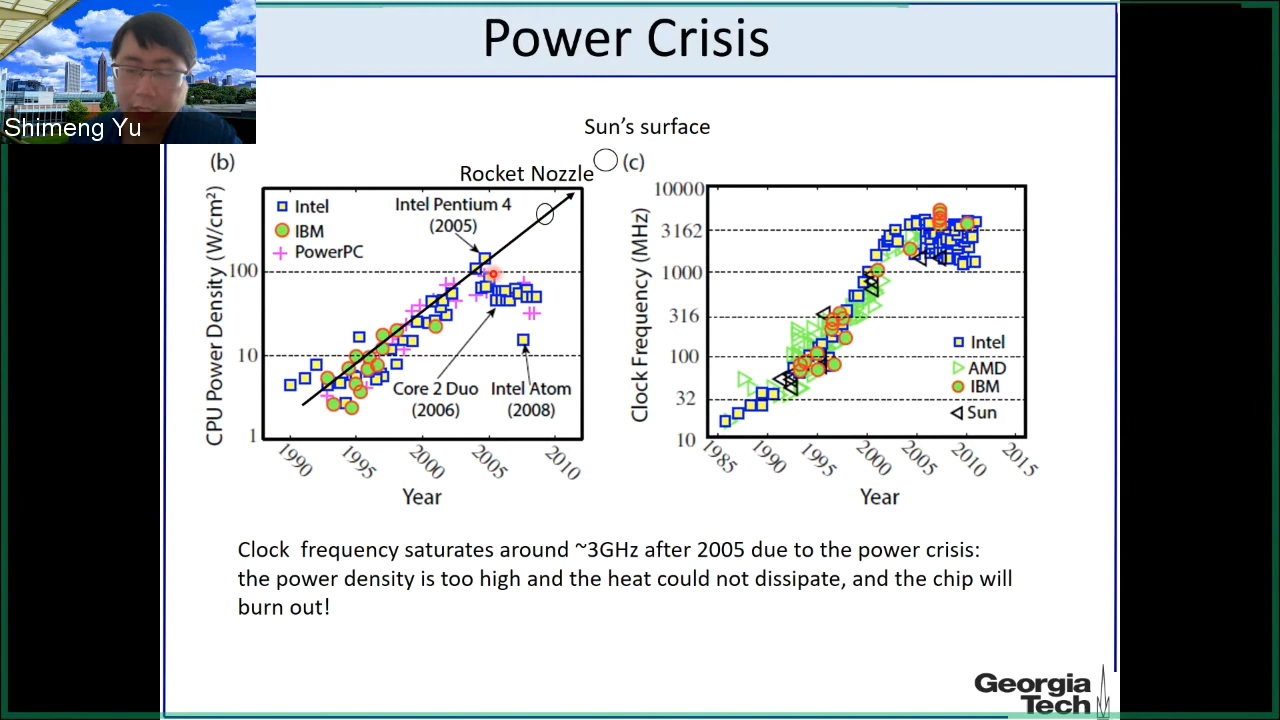 Power Crisis
Shimeng Yu
Sun's surface
(b)
Rocket Nozzle
(c)
CPU Power Density (W/cm²)
100
10
1
Intel
IBM
PowerPC
Intel Pentium 4
(2005)
Core 2 Duo
(2006)
Intel Atom
(2008)
1990
1995
2000
2005
2010
Year
Clock Frequency (MHz)
10000
3162
1000
316
100
32
10
Intel
AMD
IBM
Sun
1985
1990
1995
2000
2005
2010
2015
Year
Clock frequency saturates around ~3GHz after 2005 due to the power crisis:
the power density is too high and the heat could not dissipate, and the chip will
burn out!
Georgia
Tech